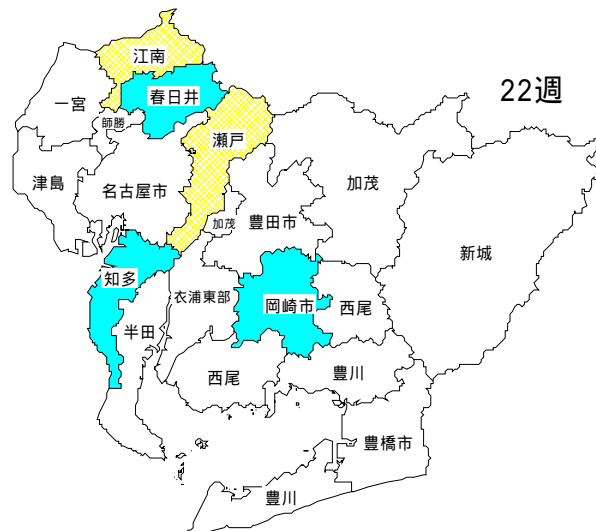 江南
春日井
22週
一宮
師勝
瀬戸
津島
名古屋市
加茂
加茂
豊田市
新城
知多
衣浦東部
岡崎市
西尾
半田
西尾
豊川
豊橋市
豊川